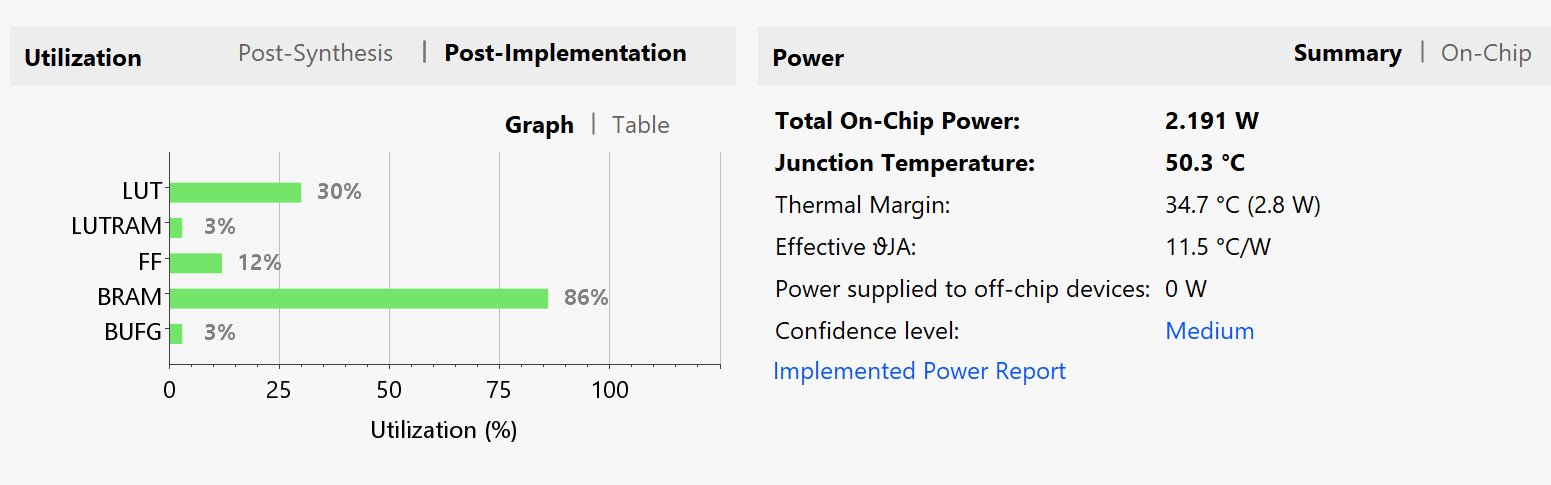 Utilization Post-Synthesis | Post-Implementation
Graph | Table
LUT 30%
LUTRAM 3%
FF 12%
BRAM 86%
BUFG 3%
0 25 50 75 100
Utilization (%)
Power Summary | On-Chip
Total On-Chip Power: 2.191 W
Junction Temperature: 50.3 °C
Thermal Margin: 34.7 °C (2.8 W)
Effective ϑJA: 11.5 °C/W
Power supplied to off-chip devices: 0 W
Confidence level: Medium
Implemented Power Report